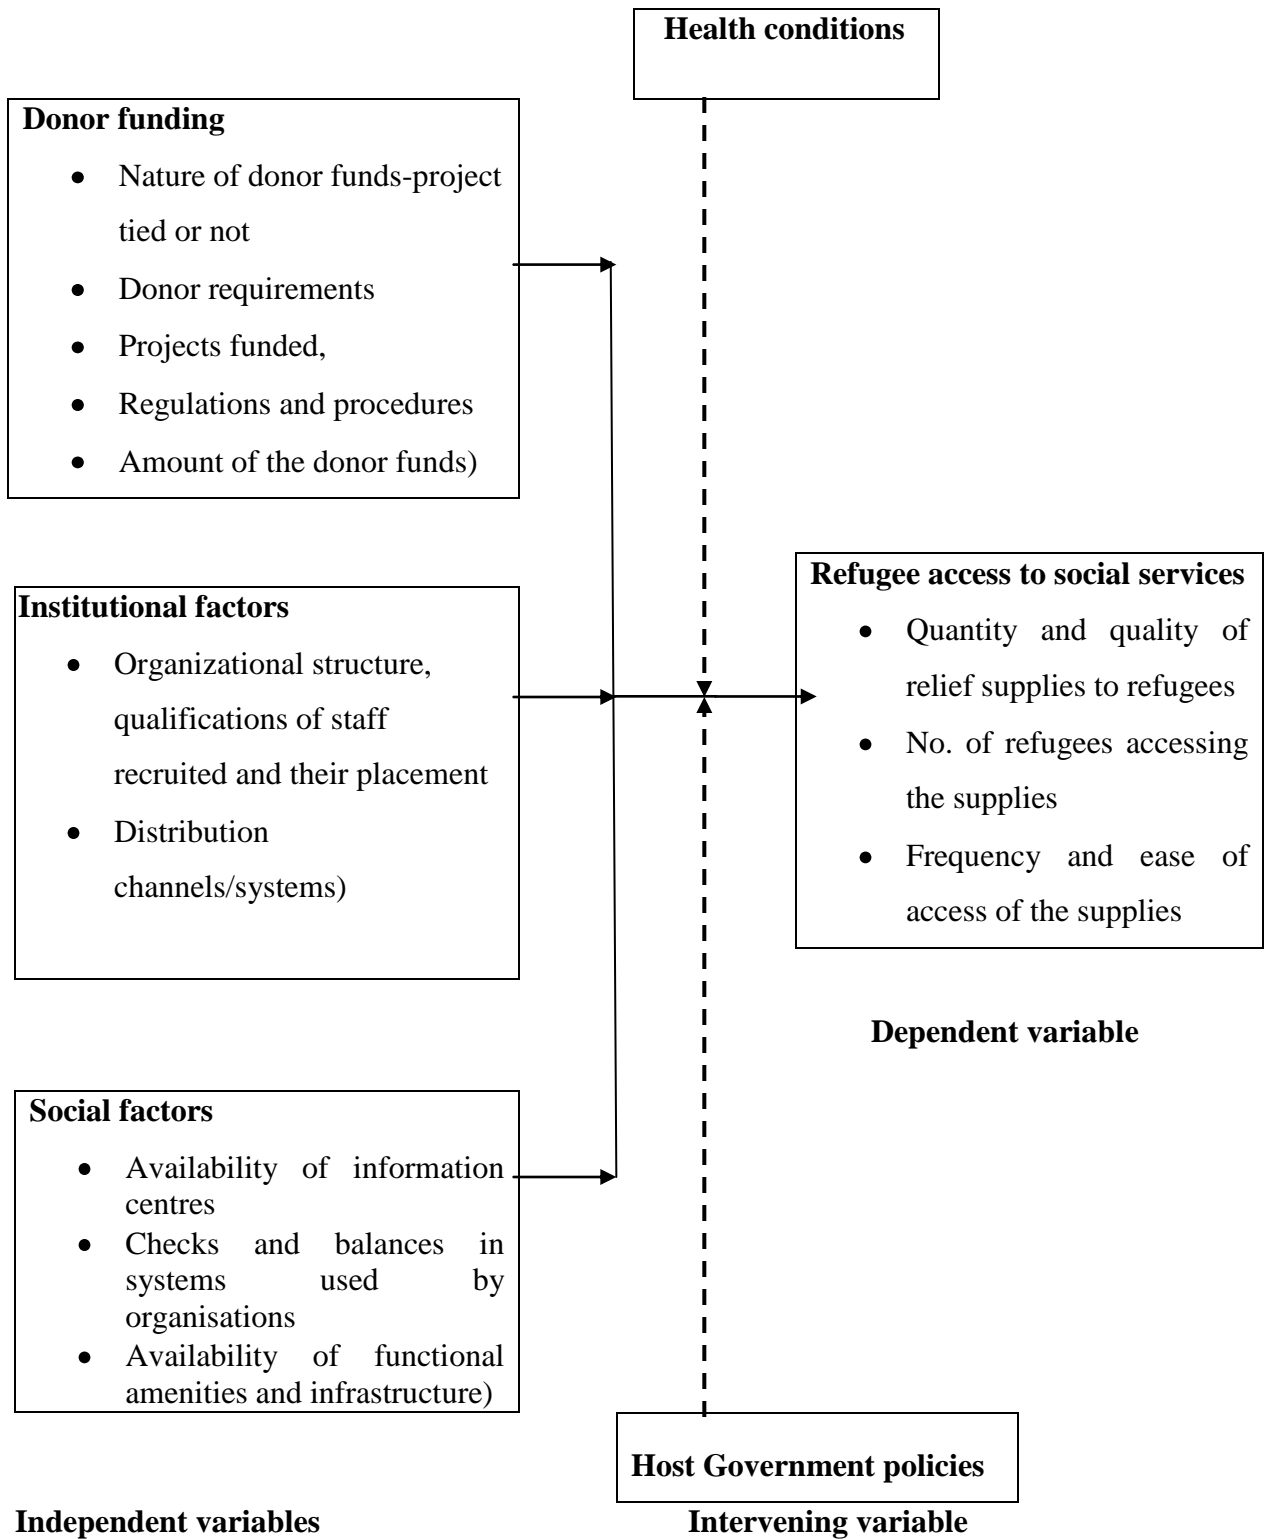 Health conditions
Donor funding
• Nature of donor funds-project
tied or not
• Donor requirements
• Projects funded,
• Regulations and procedures
• Amount of the donor funds)
Institutional factors
• Organizational structure,
qualifications of staff
recruited and their placement
• Distribution
channels/systems)
Refugee access to social services
• Quantity and quality of
relief supplies to refugees
• No. of refugees accessing
the supplies
• Frequency and ease of
access of the supplies
Dependent variable
Social factors
• Availability of information
centres
• Checks and balances in
systems used by
organisations
• Availability of functional
amenities and infrastructure)
Host Government policies
Independent variables
Intervening variable